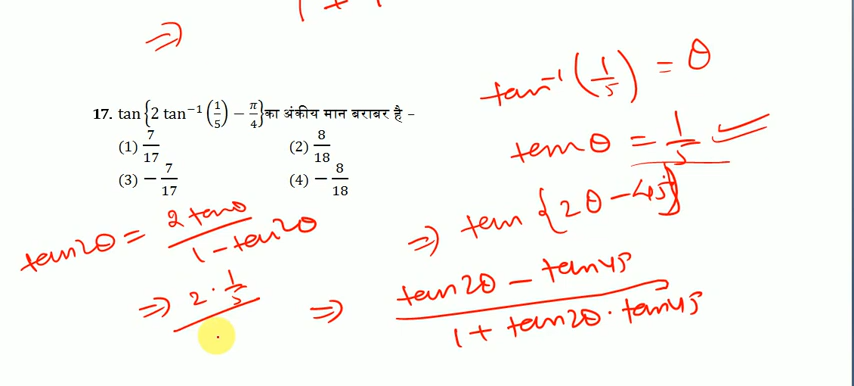 1 + 1
⇒
17. tan{2 tan⁻¹(1/5) − π/4}का अंकीय मान बराबर है –
(1) 7/17 (2) 8/18
(3) − 7/17 (4) − 8/18
tan⁻¹(1/5) = θ
tanθ = 1/5
⇒ tan{2θ−45}
tan2θ = 2tanθ / 1−tan2θ
⇒ 2·1/5
⇒ tan2θ − tan45 / 1 + tan2θ · tan45